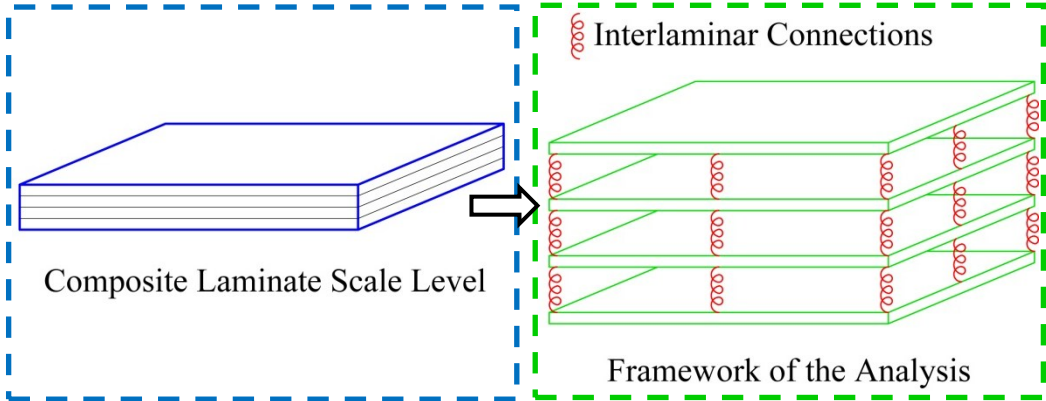 Interlaminar Connections
Composite Laminate Scale Level
Framework of the Analysis